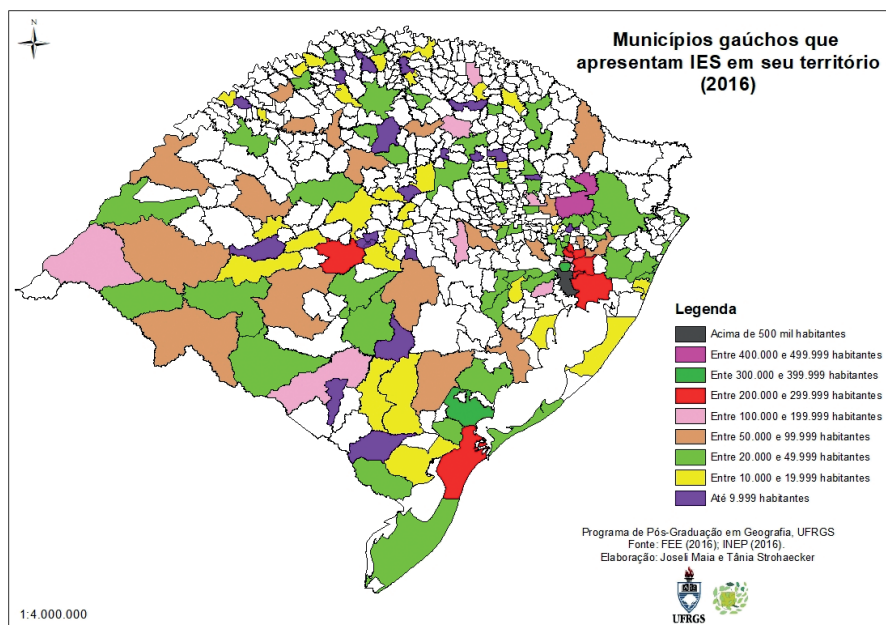 Municípios gaúchos que
apresentam IES em seu território
(2016)
Legenda
Acima de 500 mil habitantes
Entre 400.000 e 499.999 habitantes
Ente 300.000 e 399.999 habitantes
Entre 200.000 e 299.999 habitantes
Entre 100.000 e 199.999 habitantes
Entre 50.000 e 99.999 habitantes
Entre 20.000 e 49.999 habitantes
Entre 10.000 e 19.999 habitantes
Até 9.999 habitantes
Programa de Pós-Graduação em Geografia, UFRGS
Fonte: FEE (2016); INEP (2016).
Elaboração: Joseli Maia e Tânia Strohaecker
UFRGS
1:4.000.000